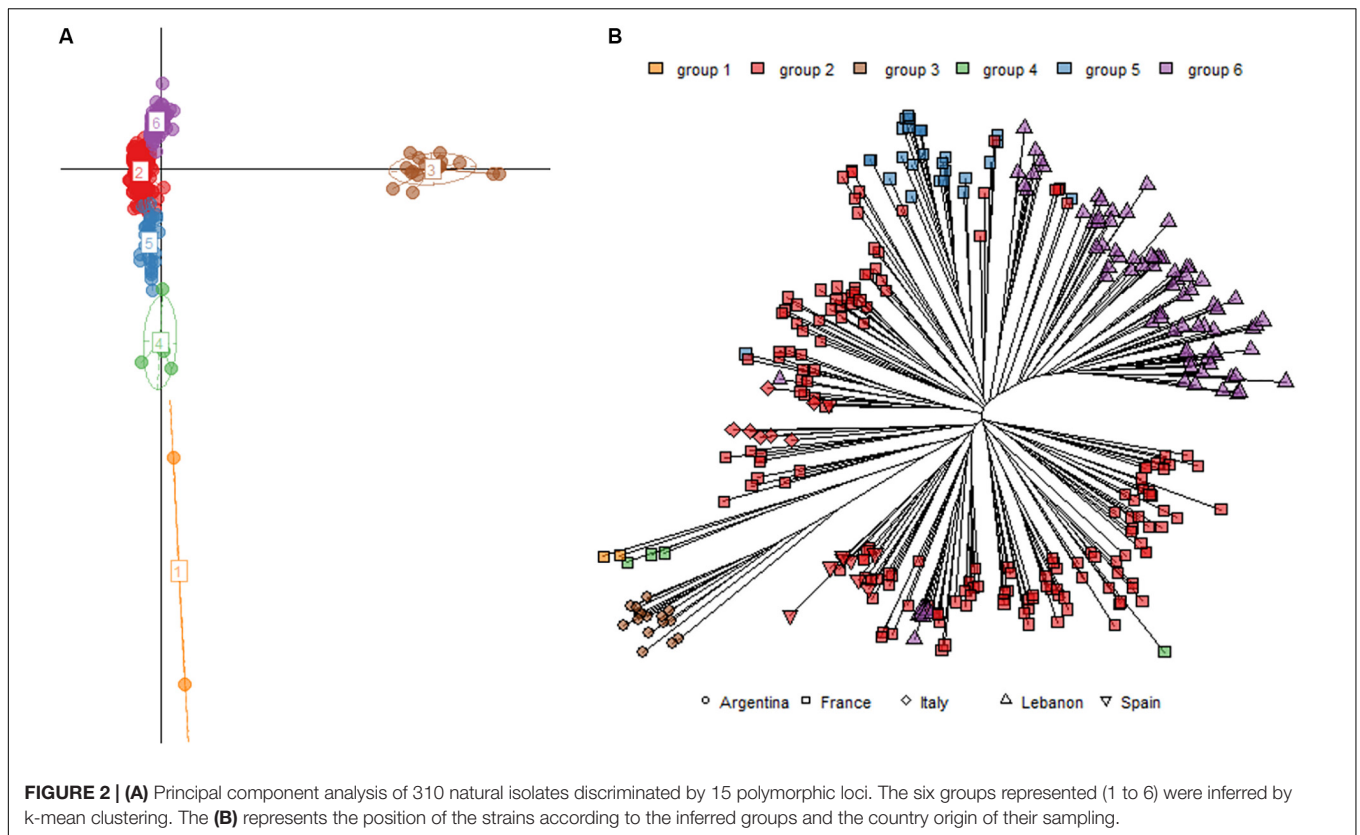 A
6
2
5
3
4
1
B
group 1 group 2 group 3 group 4 group 5 group 6
Argentina France Italy Lebanon Spain
FIGURE 2 | (A) Principal component analysis of 310 natural isolates discriminated by 15 polymorphic loci. The six groups represented (1 to 6) were inferred by
k-mean clustering. The (B) represents the position of the strains according to the inferred groups and the country origin of their sampling.